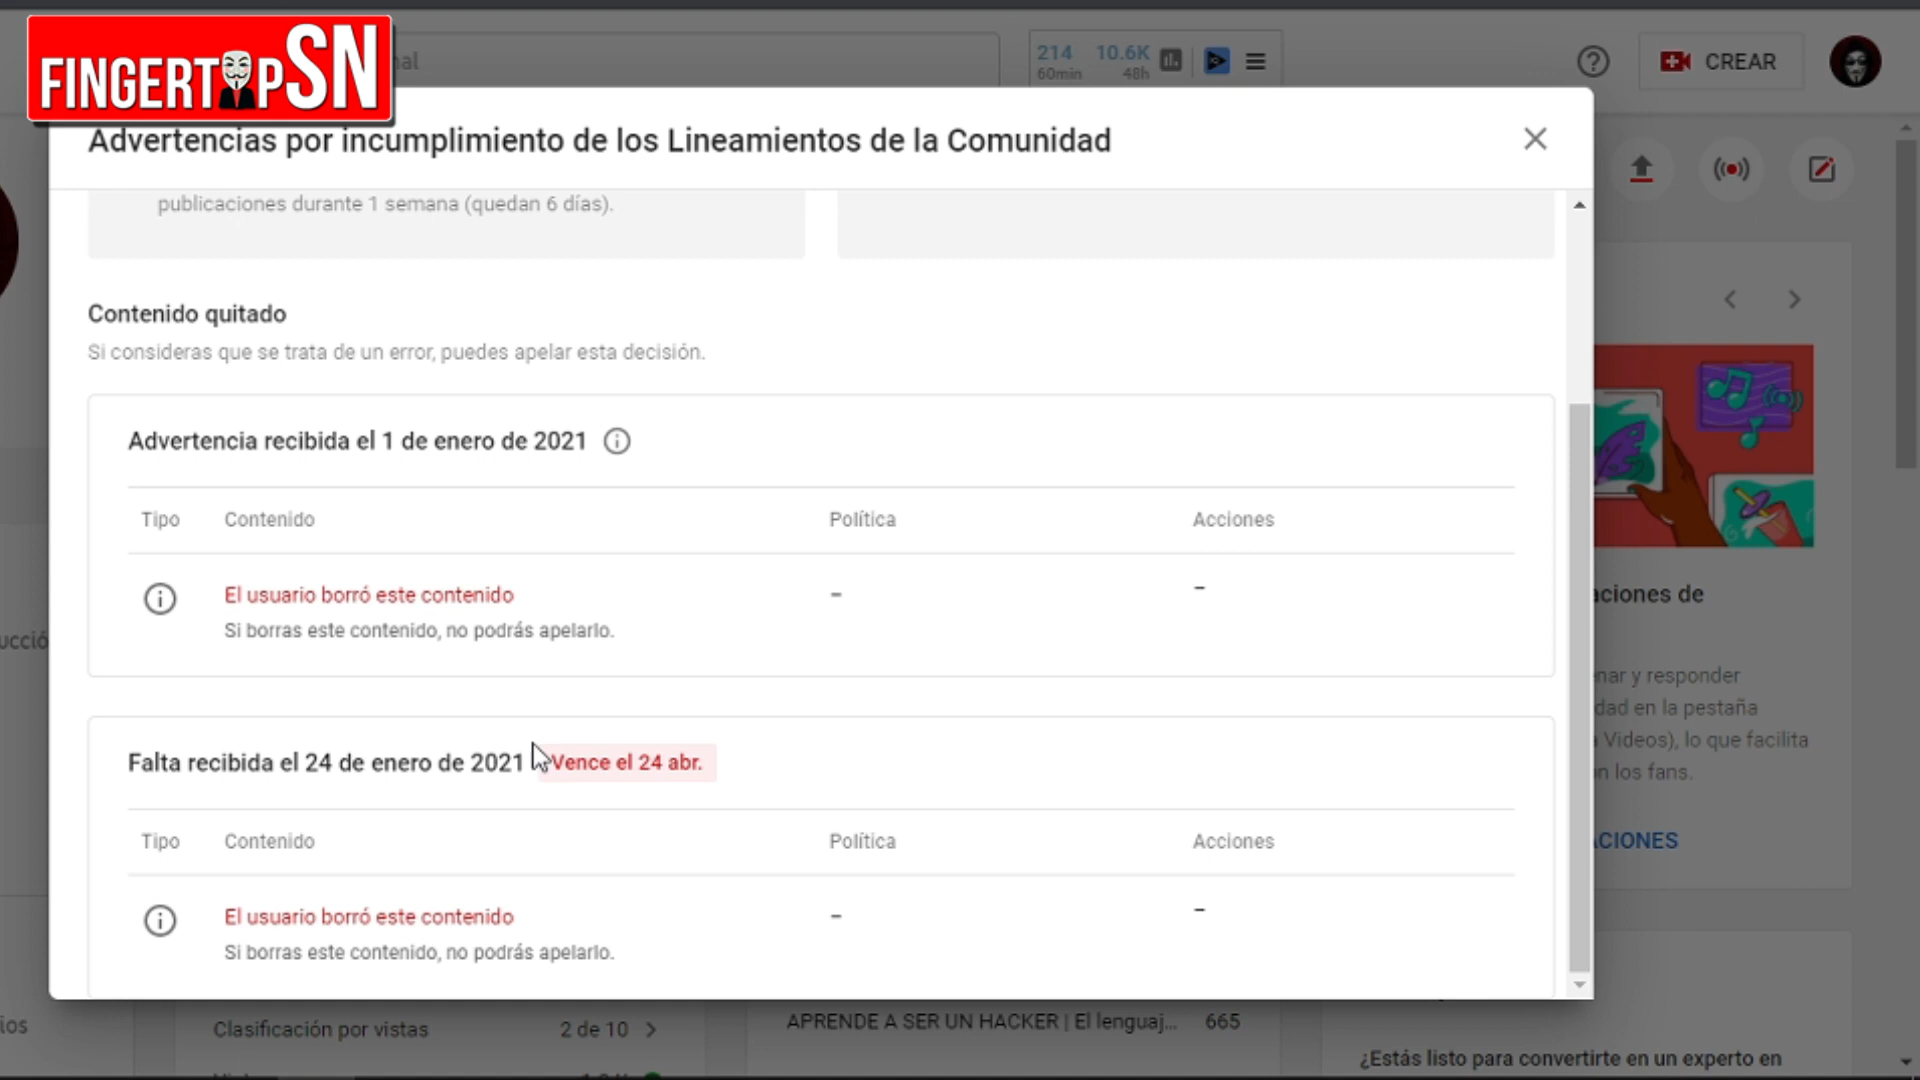 FINGERTIPSN
nal
214
60min
10.6K
48h
CREAR
Advertencias por incumplimiento de los Lineamientos de la Comunidad
publicaciones durante 1 semana (quedan 6 días).
Contenido quitado
Si consideras que se trata de un error, puedes apelar esta decisión.
Advertencia recibida el 1 de enero de 2021
Tipo Contenido Política Acciones
El usuario borró este contenido – –
Si borras este contenido, no podrás apelarlo.
Falta recibida el 24 de enero de 2021 Vence el 24 abr.
Tipo Contenido Política Acciones
El usuario borró este contenido – –
Si borras este contenido, no podrás apelarlo.
ucció
aciones de
nar y responder
dad en la pestaña
Videos), lo que facilita
n los fans.
CIONES
ios
Clasificación por vistas 2 de 10
APRENDE A SER UN HACKER | El lenguaj... 665
¿Estás listo para convertirte en un experto en